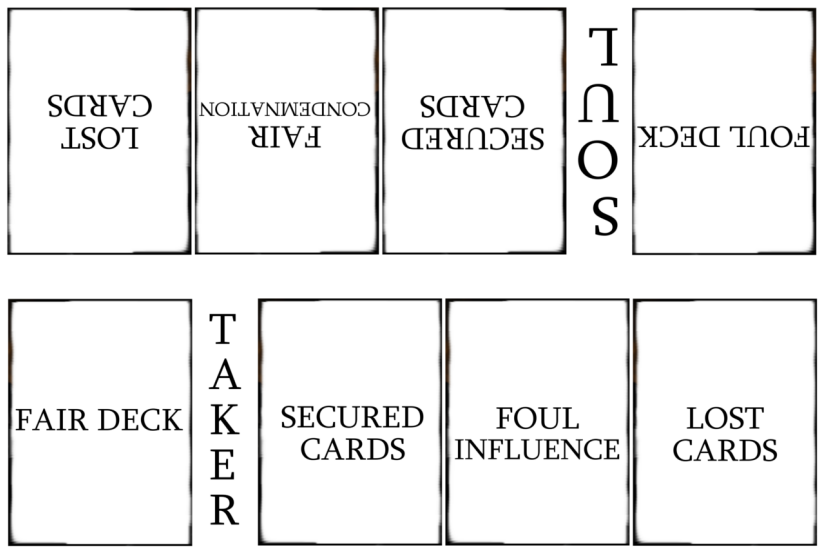 LOST
CARDS
FAIR
CONDEMNATION
SECURED
CARDS
SOUL
FOUL DECK
FAIR DECK
TAKER
SECURED
CARDS
FOUL
INFLUENCE
LOST
CARDS